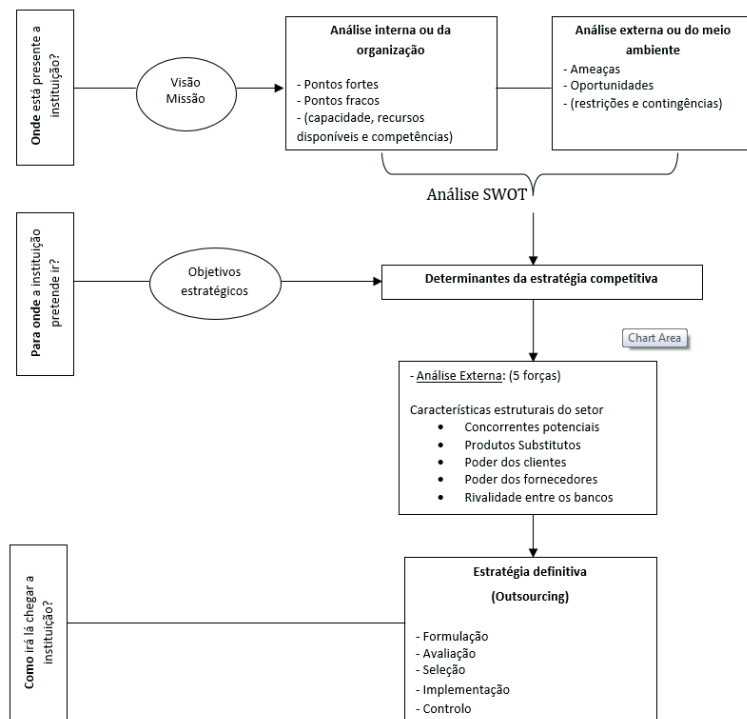 Onde está presente a
instituição?
Visão
Missão
Análise interna ou da
organização
- Pontos fortes
- Pontos fracos
- (capacidade, recursos
disponíveis e competências)
Análise externa ou do meio
ambiente
- Ameaças
- Oportunidades
- (restrições e contingências)
Análise SWOT
Para onde a instituição
pretende ir?
Objetivos
estratégicos
Determinantes da estratégia competitiva
Chart Area
- Análise Externa: (5 forças)
Características estruturais do setor
• Concorrentes potenciais
• Produtos Substitutos
• Poder dos clientes
• Poder dos fornecedores
• Rivalidade entre os bancos
Como irá lá chegar a
instituição?
Estratégia definitiva
(Outsourcing)
- Formulação
- Avaliação
- Seleção
- Implementação
- Controlo